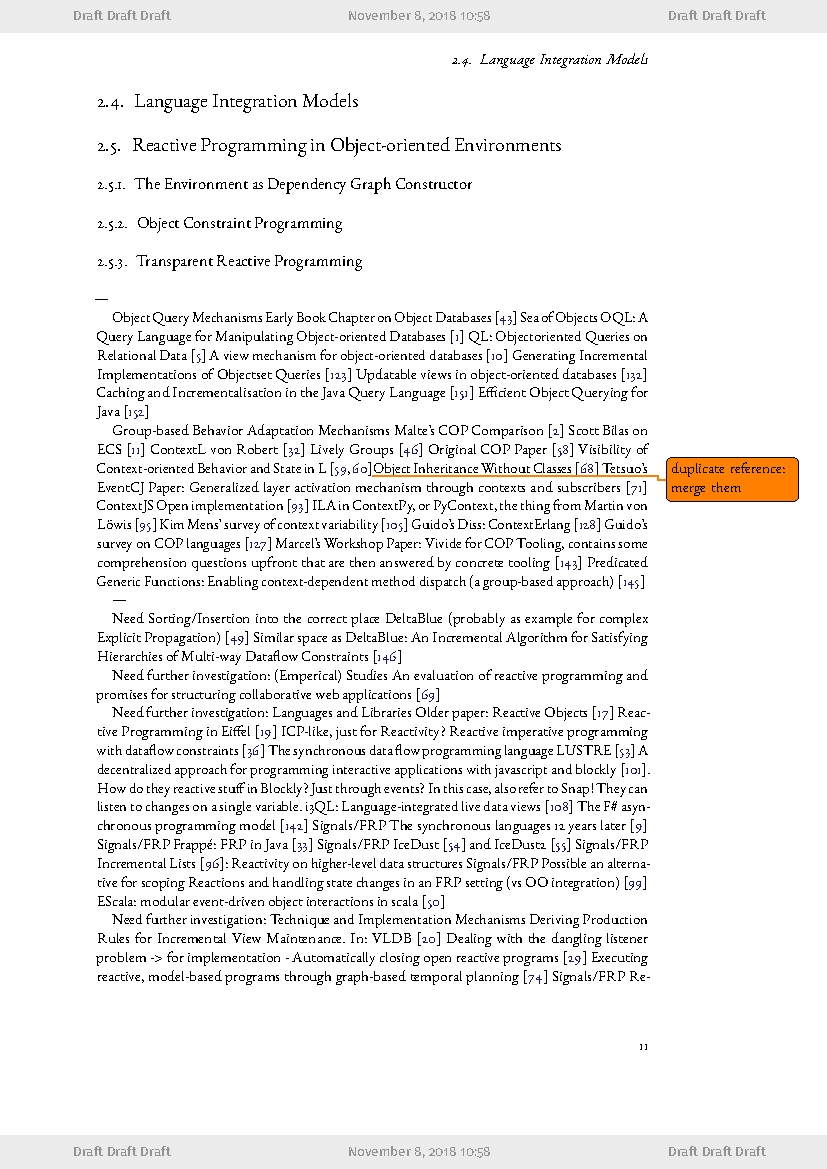 Draft Draft Draft November 8, 2018 10:58 Draft Draft Draft
2.4. Language Integration Models
2.4. Language Integration Models
2.5. Reactive Programming in Object-oriented Environments
2.5.1. The Environment as Dependency Graph Constructor
2.5.2. Object Constraint Programming
2.5.3. Transparent Reactive Programming
—
Object Query Mechanisms Early Book Chapter on Object Databases [43] Sea of Objects OQL: A
Query Language for Manipulating Object-oriented Databases [1] QL: Objectoriented Queries on
Relational Data [5] A view mechanism for object-oriented databases [10] Generating Incremental
Implementations of Objectset Queries [123] Updatable views in object-oriented databases [132]
Caching and Incrementalisation in the Java Query Language [151] Efficient Object Querying for
Java [152]
Group-based Behavior Adaptation Mechanisms Malte's COP Comparison [2] Scott Bilas on
ECS [11] ContextL von Robert [32] Lively Groups [46] Original COP Paper [58] Visibility of
Context-oriented Behavior and State in L [59, 60]Object Inheritance Without Classes [68] Tetsuo's
duplicate reference:
merge them
EventCJ Paper: Generalized layer activation mechanism through contexts and subscribers [71]
ContextJS Open implementation [93] ILA in ContextPy, or PyContext, the thing from Martin von
Löwis [95] Kim Mens' survey of context variability [105] Guido's Diss: ContextErlang [128] Guido's
survey on COP languages [127] Marcel's Workshop Paper: Vivide for COP Tooling, contains some
comprehension questions upfront that are then answered by concrete tooling [143] Predicated
Generic Functions: Enabling context-dependent method dispatch (a group-based approach) [145]
—
Need Sorting/Insertion into the correct place DeltaBlue (probably as example for complex
Explicit Propagation) [49] Similar space as DeltaBlue: An Incremental Algorithm for Satisfying
Hierarchies of Multi-way Dataflow Constraints [146]
Need further investigation: (Emperical) Studies An evaluation of reactive programming and
promises for structuring collaborative web applications [69]
Need further investigation: Languages and Libraries Older paper: Reactive Objects [17] Reac-
tive Programming in Eiffel [19] ICP-like, just for Reactivity? Reactive imperative programming
with dataflow constraints [36] The synchronous data flow programming language LUSTRE [53] A
decentralized approach for programming interactive applications with javascript and blockly [101].
How do they reactive stuff in Blockly? Just through events? In this case, also refer to Snap! They can
listen to changes on a single variable. i3QL: Language-integrated live data views [108] The F# asyn-
chronous programming model [142] Signals/FRP The synchronous languages 12 years later [9]
Signals/FRP Frappé: FRP in Java [33] Signals/FRP IceDust [54] and IceDust2 [55] Signals/FRP
Incremental Lists [96]: Reactivity on higher-level data structures Signals/FRP Possible an alterna-
tive for scoping Reactions and handling state changes in an FRP setting (vs OO integration) [99]
EScala: modular event-driven object interactions in scala [50]
Need further investigation: Technique and Implementation Mechanisms Deriving Production
Rules for Incremental View Maintenance. In: VLDB [20] Dealing with the dangling listener
problem -> for implementation - Automatically closing open reactive programs [29] Executing
reactive, model-based programs through graph-based temporal planning [74] Signals/FRP Re-
11
Draft Draft Draft November 8, 2018 10:58 Draft Draft Draft